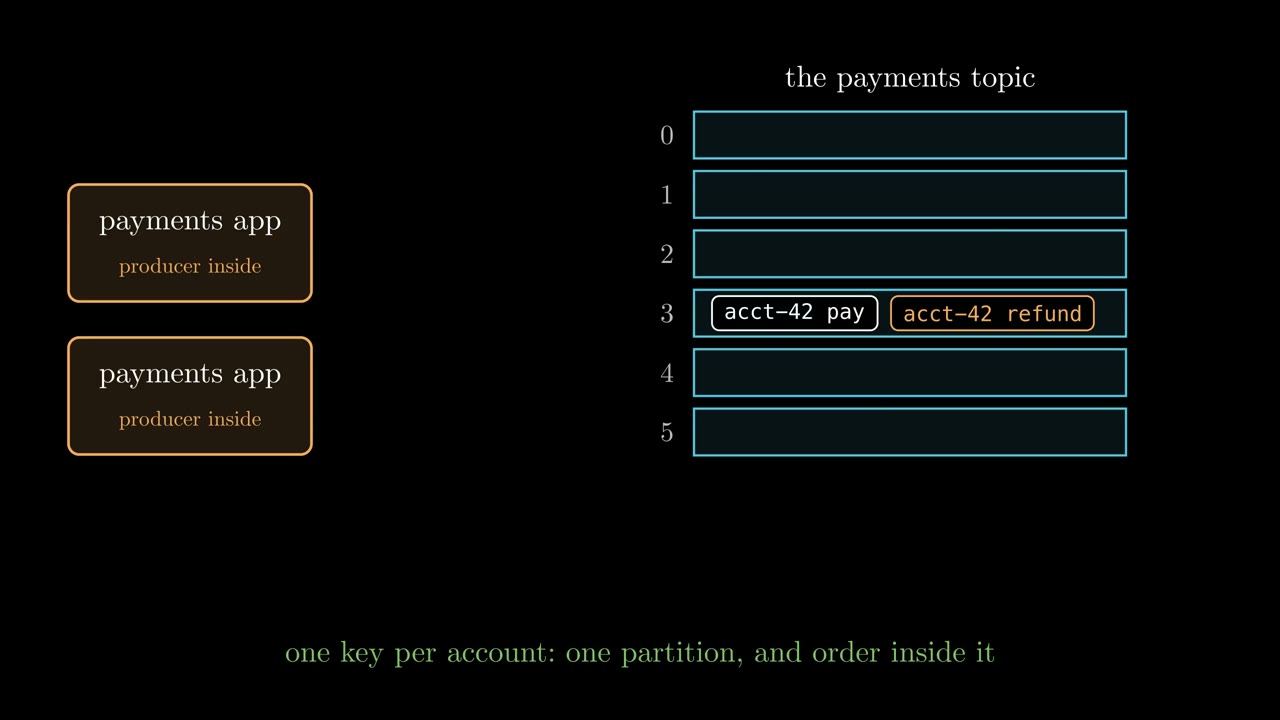 the payments topic
0
1
payments app
producer inside
2
3
acct-42 pay
acct-42 refund
payments app
producer inside
4
5
one key per account: one partition, and order inside it